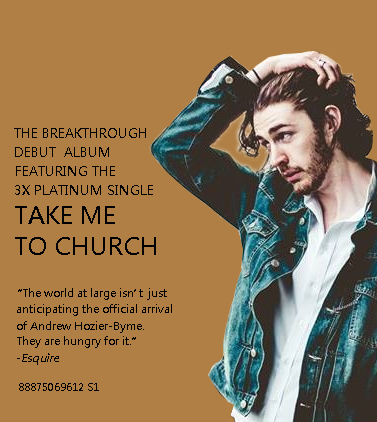 THE BREAKTHROUGH
DEBUT ALBUM
FEATURING THE
3X PLATINUM SINGLE
TAKE ME
TO CHURCH
“The world at large isn’t just
anticipating the official arrival
of Andrew Hozier-Byrne.
They are hungry for it.”
-Esquire
88875069612 S1